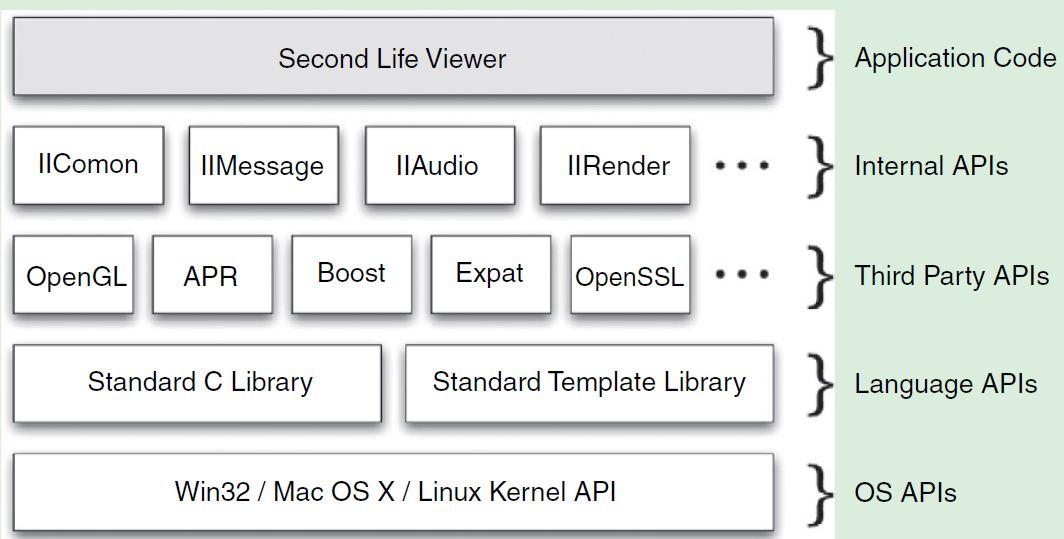 Second Life Viewer
Application Code
IIComon
IIMessage
IIAudio
IIRender
Internal APIs
OpenGL
APR
Boost
Expat
OpenSSL
Third Party APIs
Standard C Library
Standard Template Library
Language APIs
Win32 / Mac OS X / Linux Kernel API
OS APIs